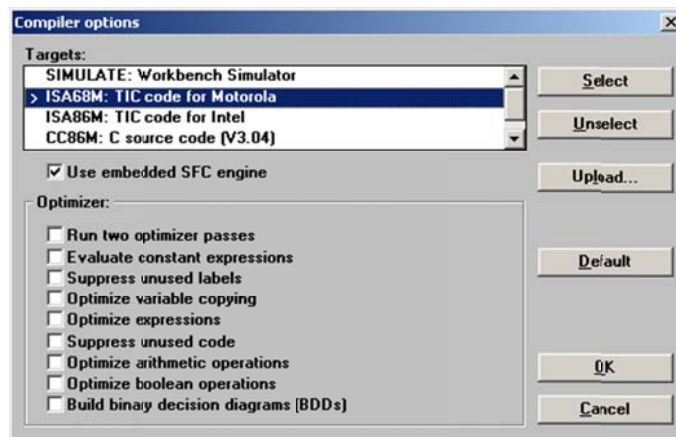 Compiler options
Targets:
SIMULATE: Workbench Simulator
> ISA68M: TIC code for Motorola
ISA86M: TIC code for Intel
CC86M: C source code (V3.04)
Select
Unselect
Upload...
Use embedded SFC engine
Optimizer:
Run two optimizer passes
Evaluate constant expressions
Suppress unused labels
Optimize variable copying
Optimize expressions
Suppress unused code
Optimize arithmetic operations
Optimize boolean operations
Build binary decision diagrams (BDDs)
Default
OK
Cancel